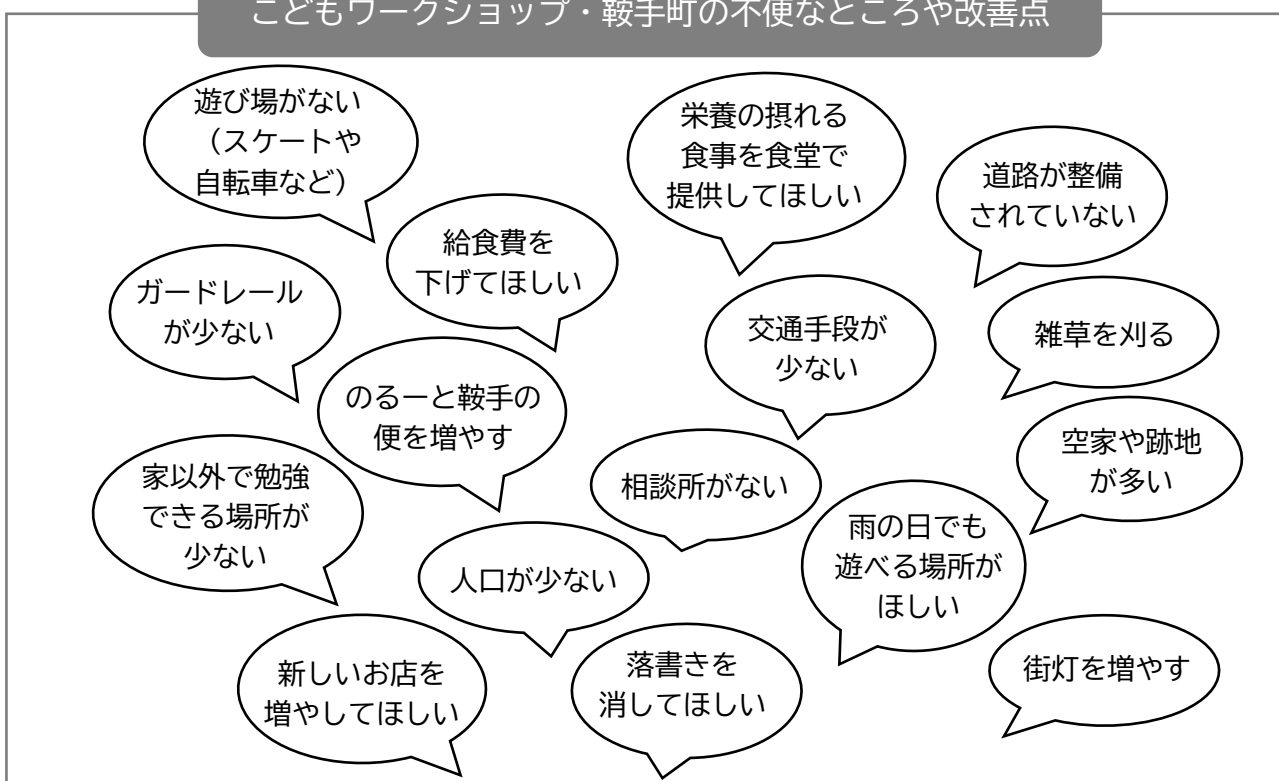 こどもワークショップ・鞍手町の不便なところや改善点
遊び場がない
（スケートや
自転車など）
栄養の摂れる
食事を食堂で
提供してほしい
道路が整備
されていない
給食費を
下げてほしい
ガードレール
が少ない
交通手段が
少ない
雑草を刈る
のるーと鞍手の
便を増やす
空家や跡地
が多い
家以外で勉強
できる場所が
少ない
相談所がない
雨の日でも
遊べる場所が
ほしい
人口が少ない
新しいお店を
増やしてほしい
落書きを
消してほしい
街灯を増やす